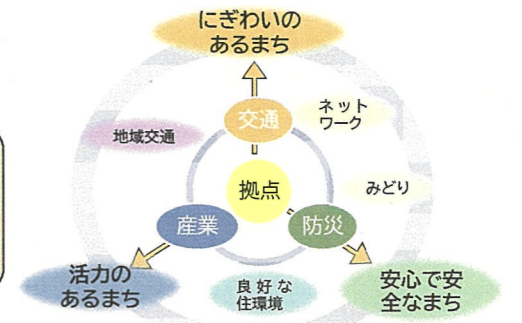 にぎわいの
あるまち
交通
ネット
ワーク
地域交通
拠点
みどり
産業
防災
活力の
あるまち
良好な
住環境
安心で安
全なまち